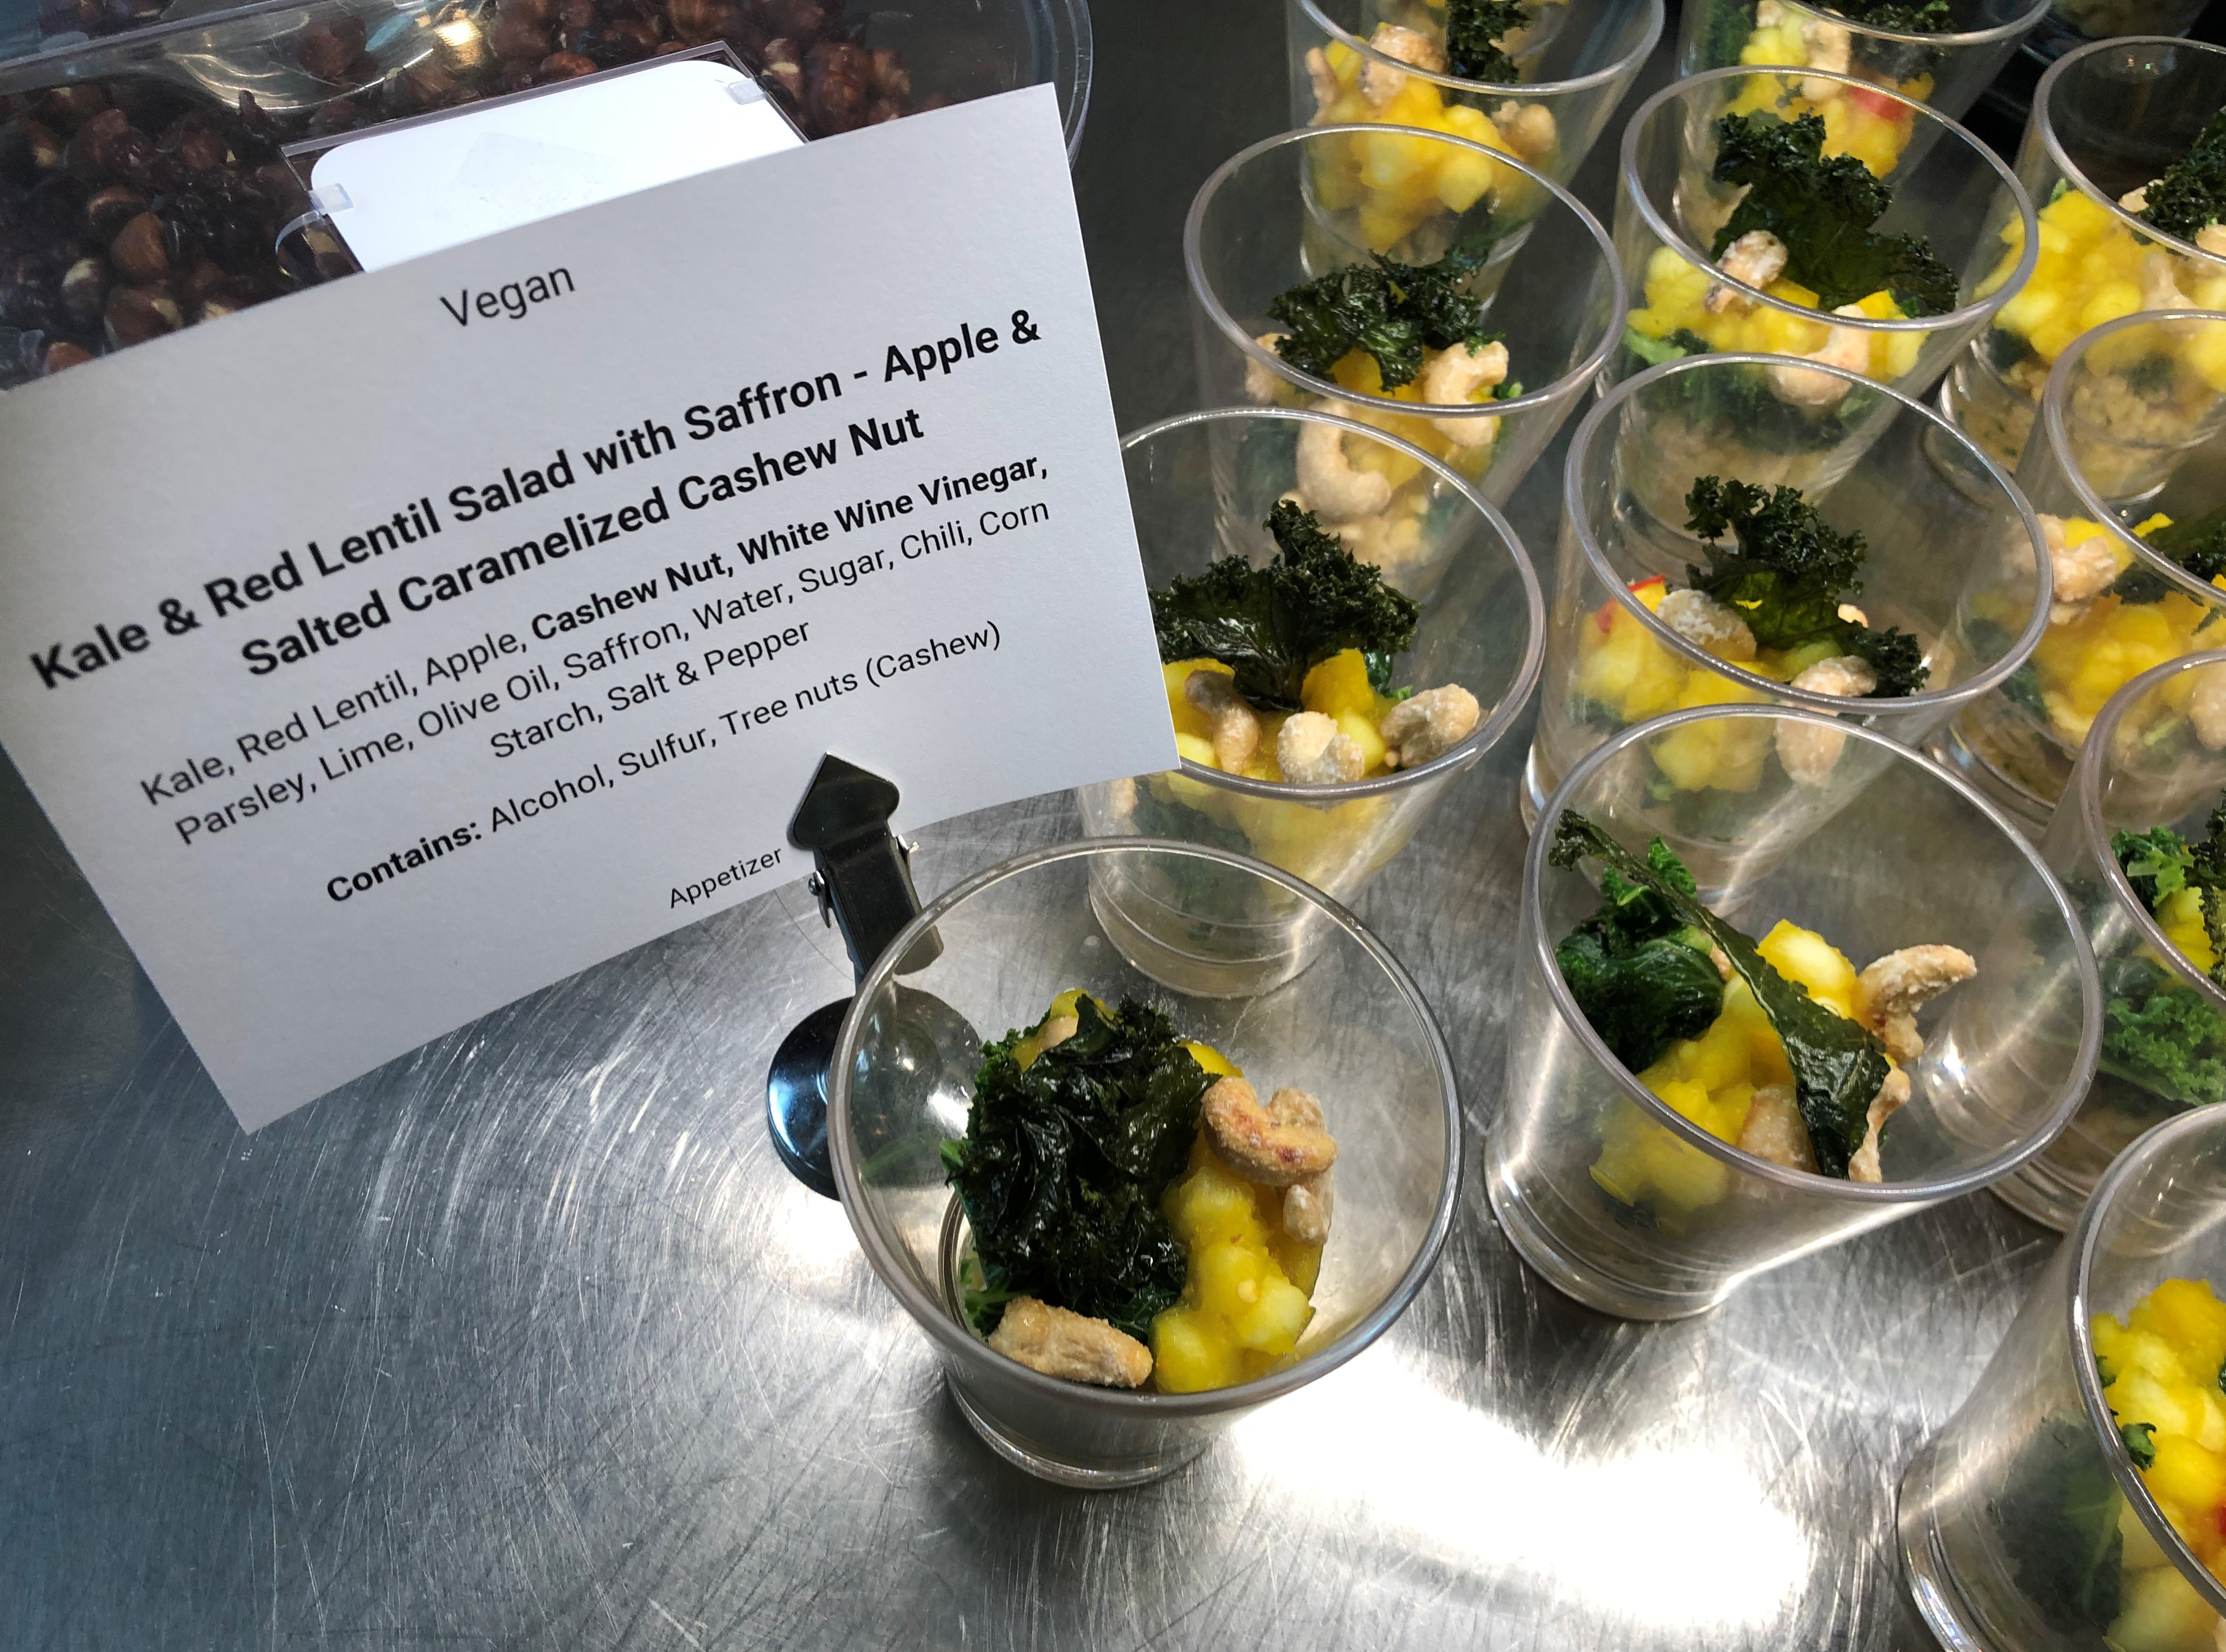 Vegan
Kale & Red Lentil Salad with Saffron - Apple &
Salted Caramelized Cashew Nut
Kale, Red Lentil, Apple, Cashew Nut, White Wine Vinegar,
Parsley, Lime, Olive Oil, Saffron, Water, Sugar, Chili, Corn
Starch, Salt & Pepper
Contains: Alcohol, Sulfur, Tree nuts (Cashew)
Appetizer